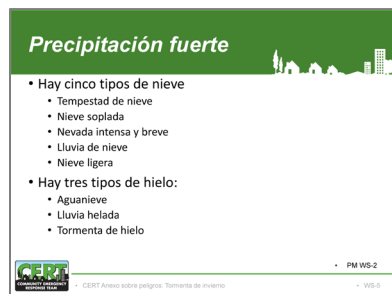 Precipitación fuerte
• Hay cinco tipos de nieve
• Tempestad de nieve
• Nieve soplada
• Nevada intensa y breve
• Lluvia de nieve
• Nieve ligera
• Hay tres tipos de hielo:
• Aguanieve
• Lluvia helada
• Tormenta de hielo
• PM WS-2
CERT
COMMUNITY EMERGENCY
RESPONSE TEAM
• CERT Anexo sobre peligros: Tormenta de invierno
• WS-5